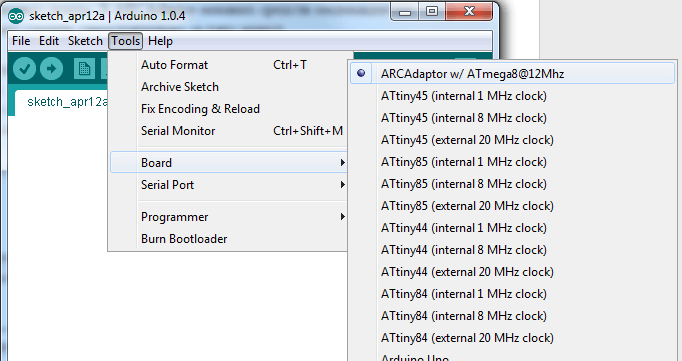 sketch_apr12a | Arduino 1.0.4
File Edit Sketch Tools Help
sketch_apr12a
Auto Format Ctrl+T
Archive Sketch
Fix Encoding & Reload
Serial Monitor Ctrl+Shift+M
Board
Serial Port
Programmer
Burn Bootloader
ARCAdaptor w/ ATmega8@12Mhz
ATtiny45 (internal 1 MHz clock)
ATtiny45 (internal 8 MHz clock)
ATtiny45 (external 20 MHz clock)
ATtiny85 (internal 1 MHz clock)
ATtiny85 (internal 8 MHz clock)
ATtiny85 (external 20 MHz clock)
ATtiny44 (internal 1 MHz clock)
ATtiny44 (internal 8 MHz clock)
ATtiny44 (external 20 MHz clock)
ATtiny84 (internal 1 MHz clock)
ATtiny84 (internal 8 MHz clock)
ATtiny84 (external 20 MHz clock)
Arduino Uno